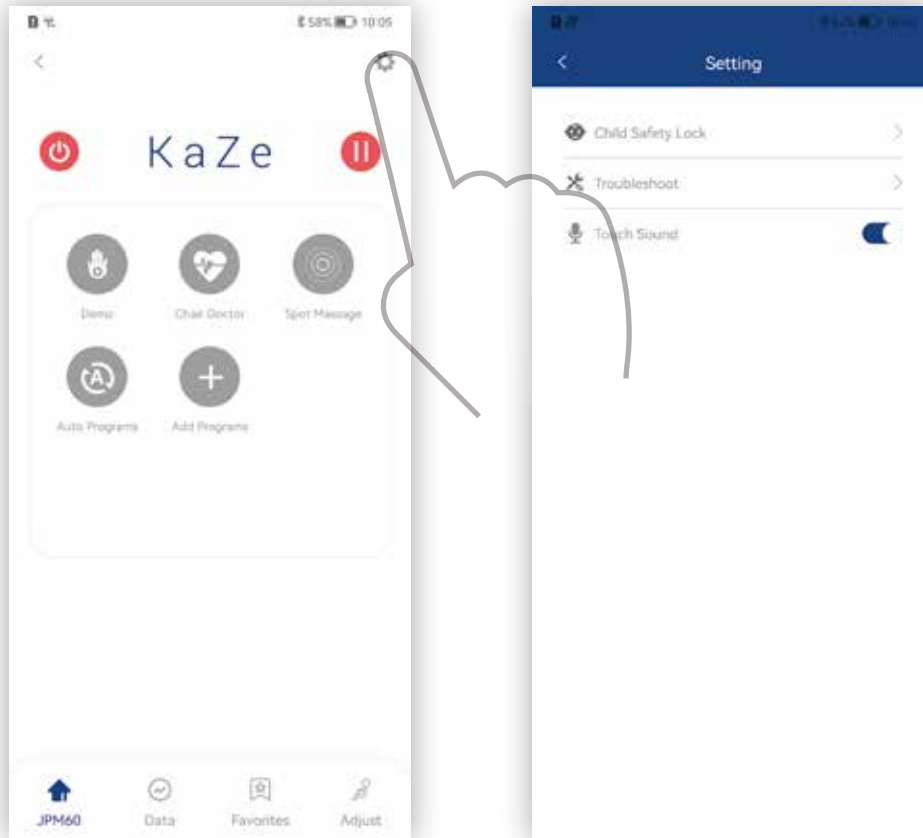 58% 10:05
KaZe
Demo
Chair Doctor
Spot Massage
Auto Programs
Add Programs
JPM60
Data
Favorites
Adjust
Setting
Child Safety Lock
Troubleshoot
Touch Sound